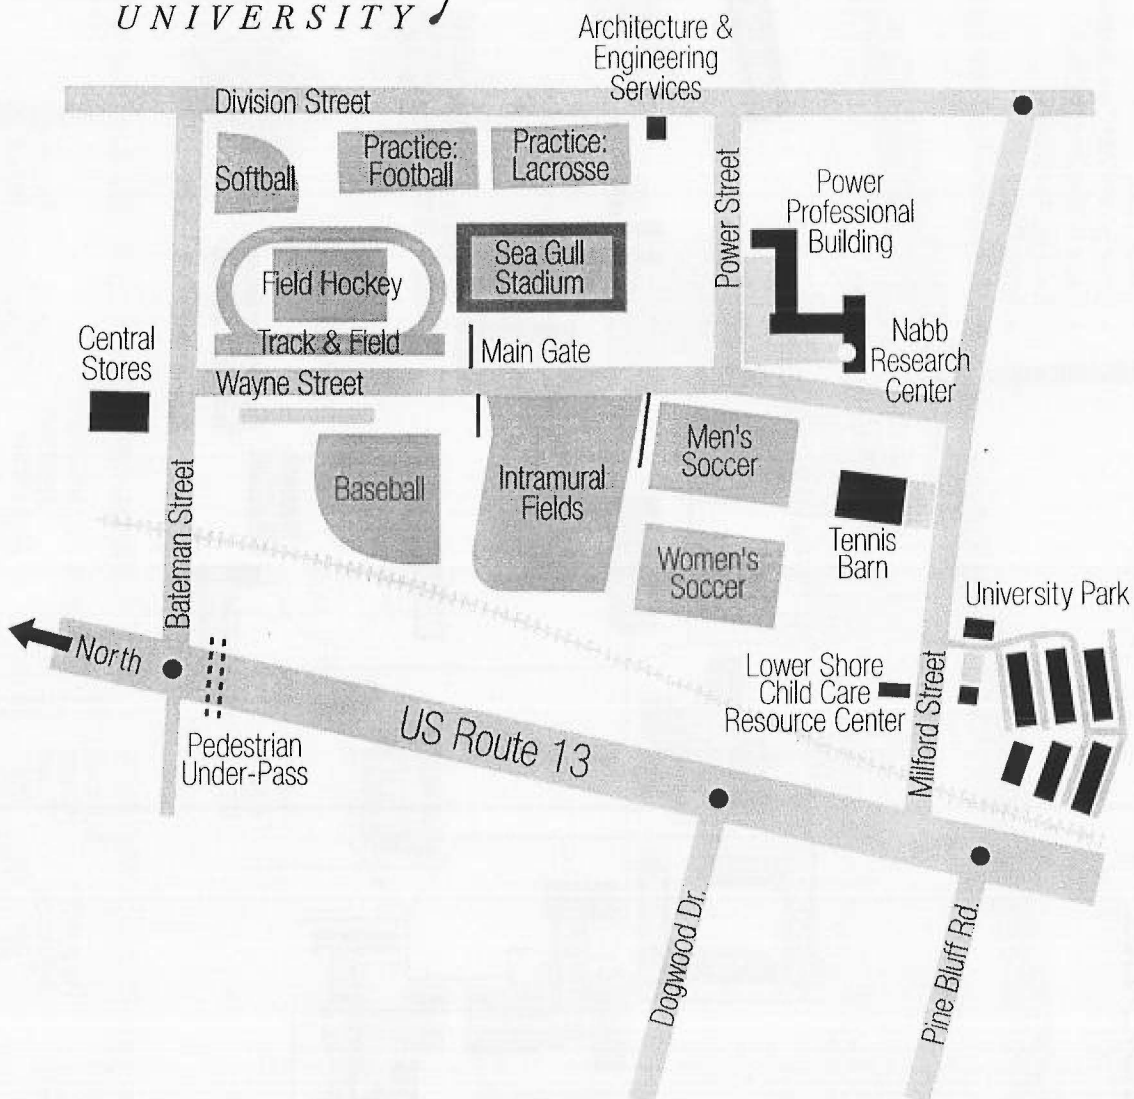 UNIVERSITY
Architecture &
Engineering
Services
Division Street
Softball
Practice:
Football
Practice:
Lacrosse
Power Street
Power
Professional
Building
Field Hockey
Sea Gull
Stadium
Central
Stores
Track & Field
Main Gate
Nabb
Research
Center
Wayne Street
Bateman Street
Baseball
Intramural
Fields
Men's
Soccer
Women's
Soccer
Tennis
Barn
University Park
North
Lower Shore
Child Care
Resource Center
Milford Street
Pedestrian
Under-Pass
US Route 13
Dogwood Dr.
Pine Bluff Rd.